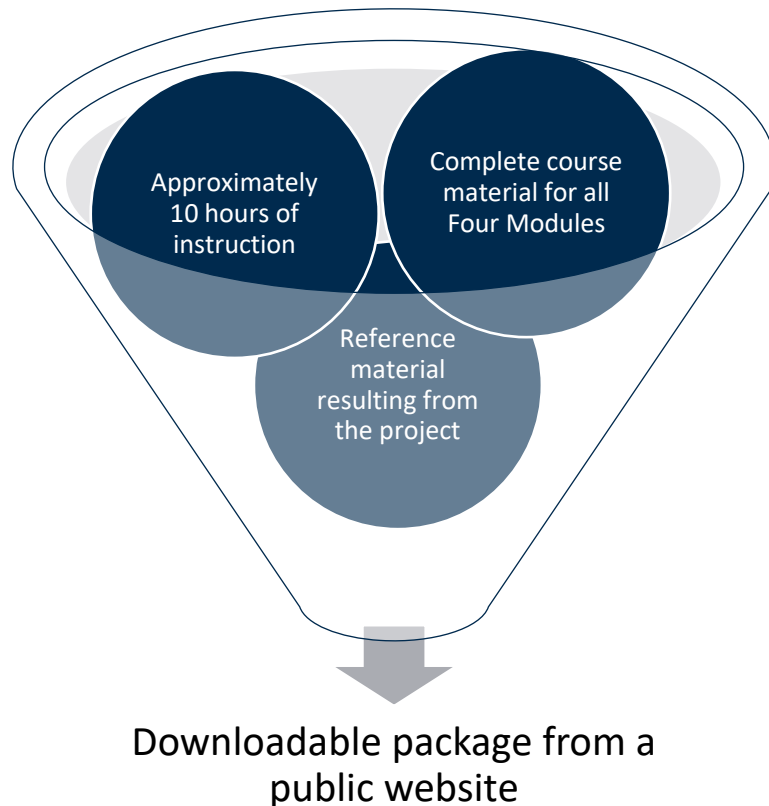 Approximately
10 hours of
instruction
Complete course
material for all
Four Modules
Reference
material
resulting from
the project
Downloadable package from a
public website